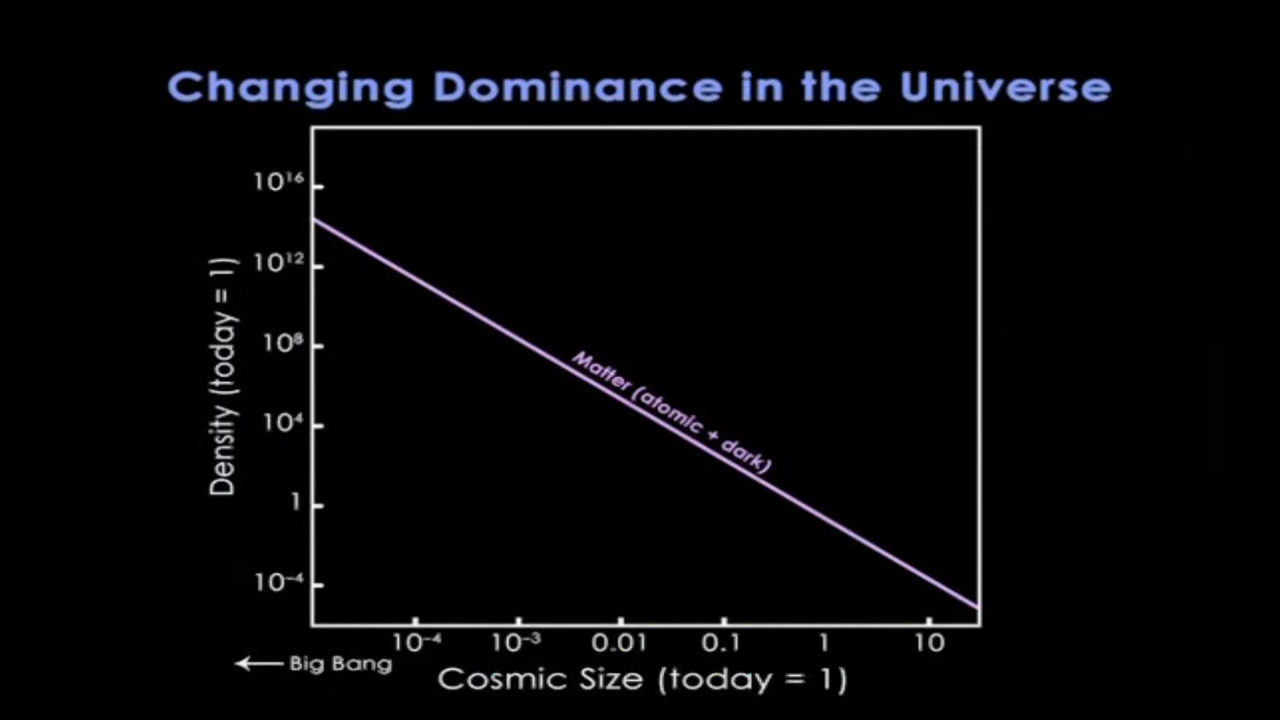 Changing Dominance in the Universe
10¹⁶
10¹²
10⁸
10⁴
1
10⁻⁴
Density (today = 1)
Matter (atomic + dark)
10⁻⁴ 10⁻³ 0.01 0.1 1 10
← Big Bang
Cosmic Size (today = 1)